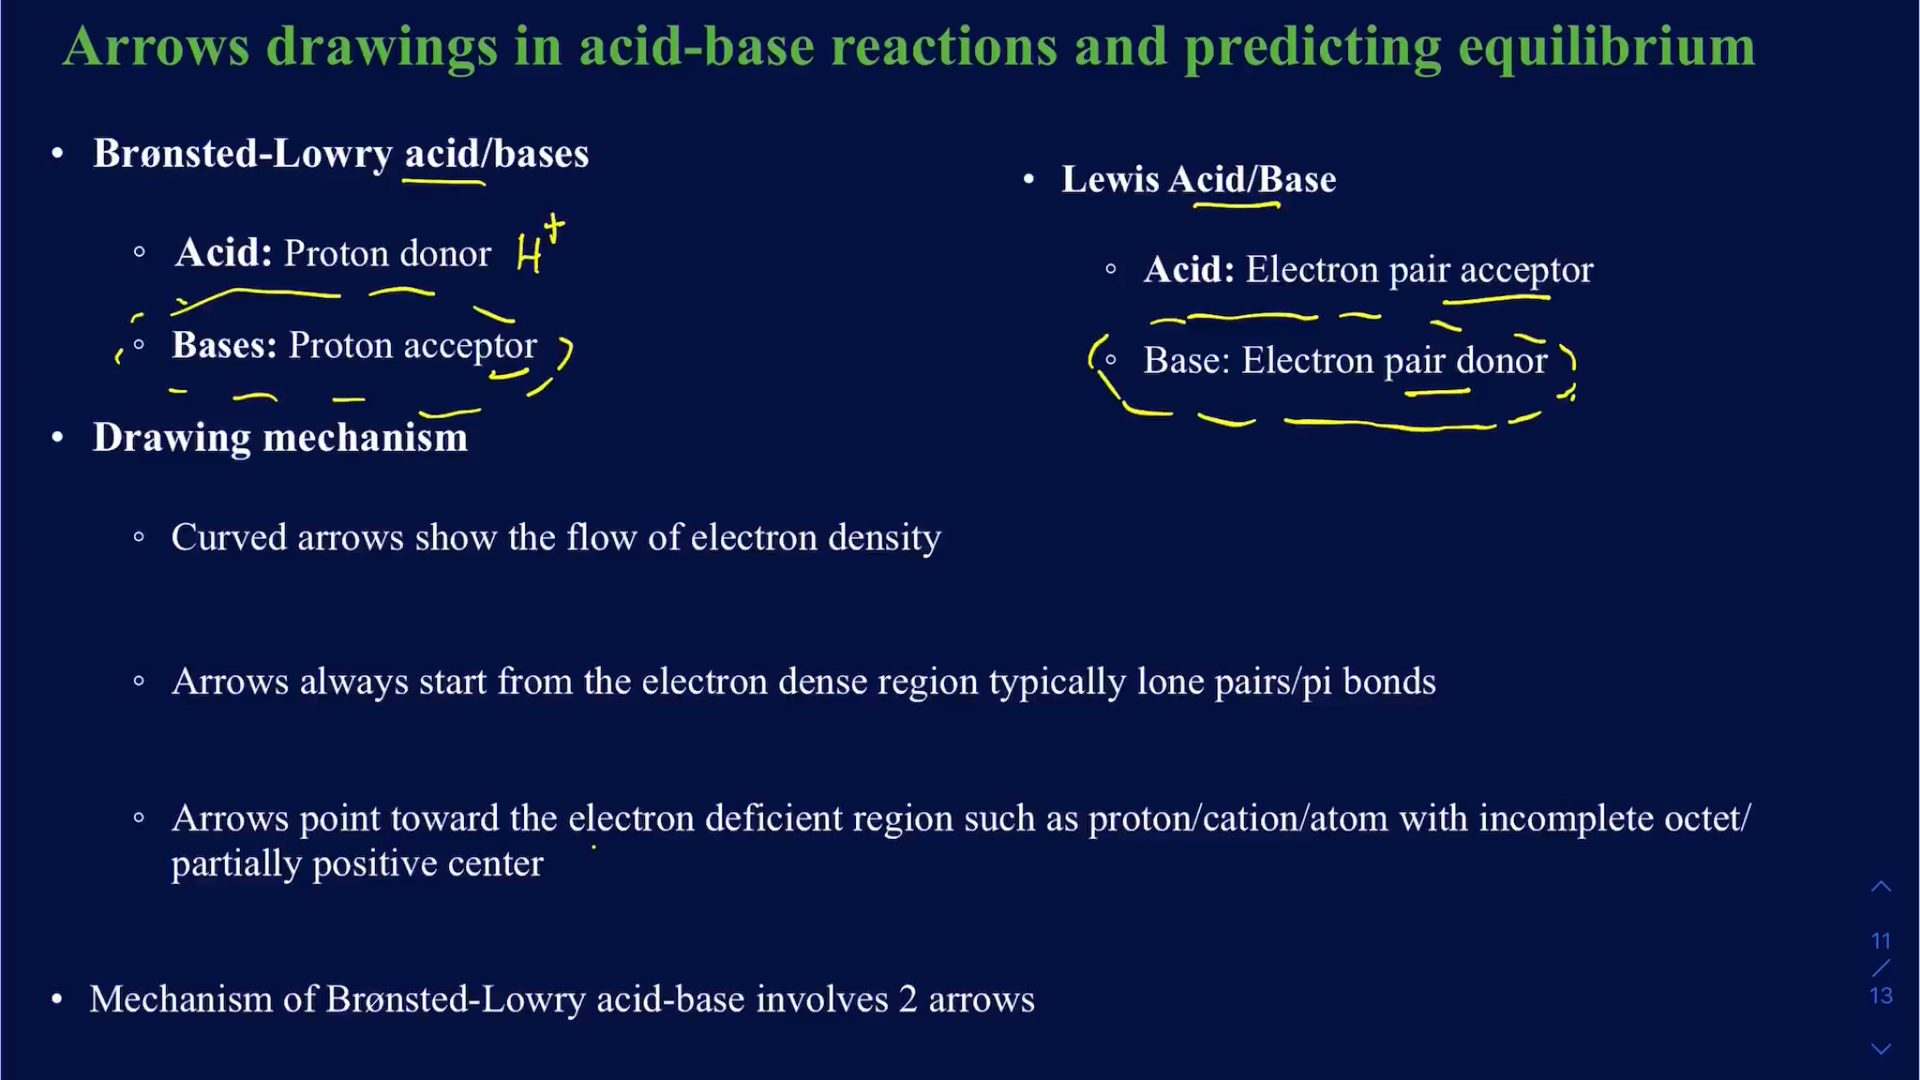 Arrows drawings in acid-base reactions and predicting equilibrium
• Brønsted-Lowry acid/bases
◦ Acid: Proton donor H+
◦ Bases: Proton acceptor
• Lewis Acid/Base
◦ Acid: Electron pair acceptor
◦ Base: Electron pair donor
• Drawing mechanism
◦ Curved arrows show the flow of electron density
◦ Arrows always start from the electron dense region typically lone pairs/pi bonds
◦ Arrows point toward the electron deficient region such as proton/cation/atom with incomplete octet/
partially positive center
• Mechanism of Brønsted-Lowry acid-base involves 2 arrows
11
/
13